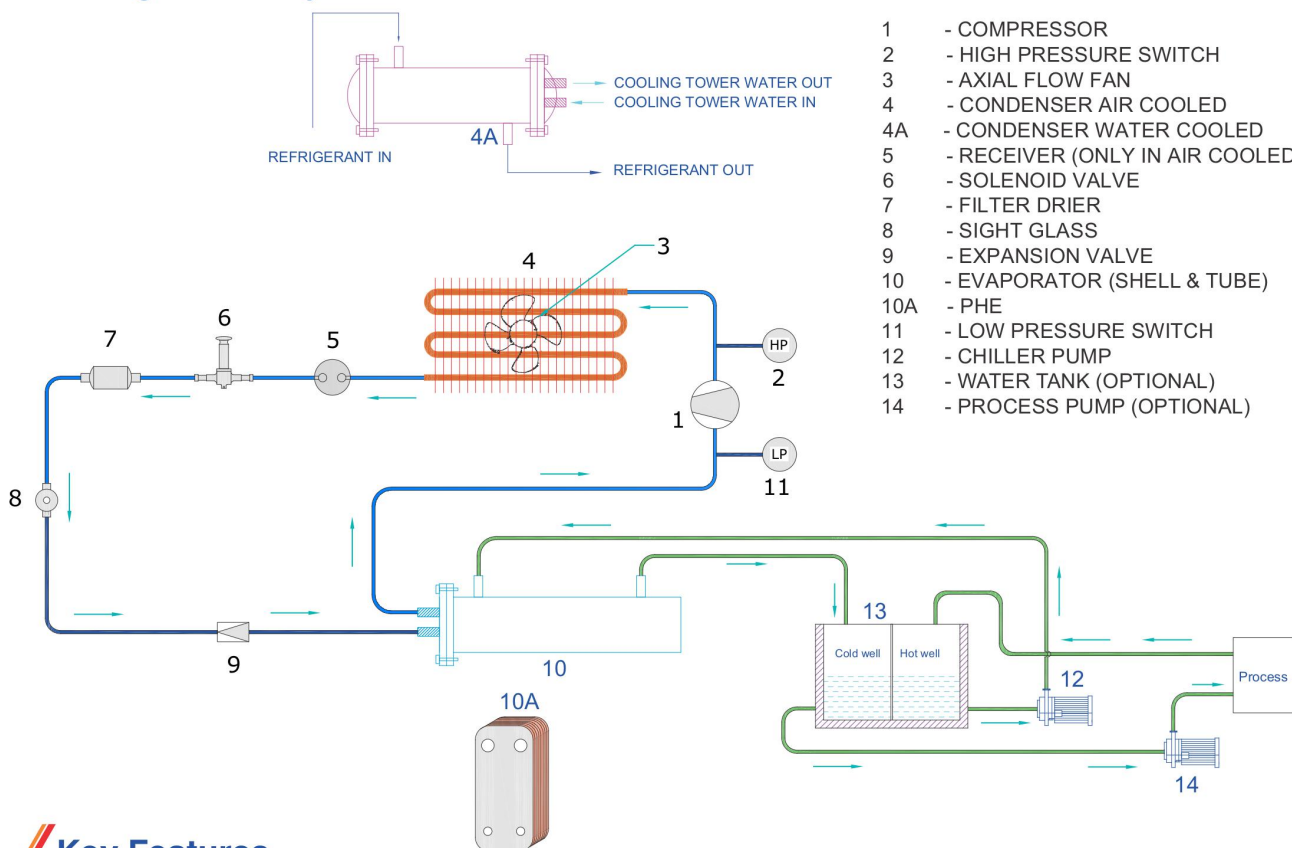 COOLING TOWER WATER OUT
COOLING TOWER WATER IN
4A
REFRIGERANT IN
REFRIGERANT OUT
1 - COMPRESSOR
2 - HIGH PRESSURE SWITCH
3 - AXIAL FLOW FAN
4 - CONDENSER AIR COOLED
4A - CONDENSER WATER COOLED
5 - RECEIVER (ONLY IN AIR COOLED
6 - SOLENOID VALVE
7 - FILTER DRIER
8 - SIGHT GLASS
9 - EXPANSION VALVE
10 - EVAPORATOR (SHELL & TUBE)
10A - PHE
11 - LOW PRESSURE SWITCH
12 - CHILLER PUMP
13 - WATER TANK (OPTIONAL)
14 - PROCESS PUMP (OPTIONAL)
3
4
6
5
7
HP
2
1
LP
11
8
13
Cold well
Hot well
9
10
12
Process
10A
14
Key Features